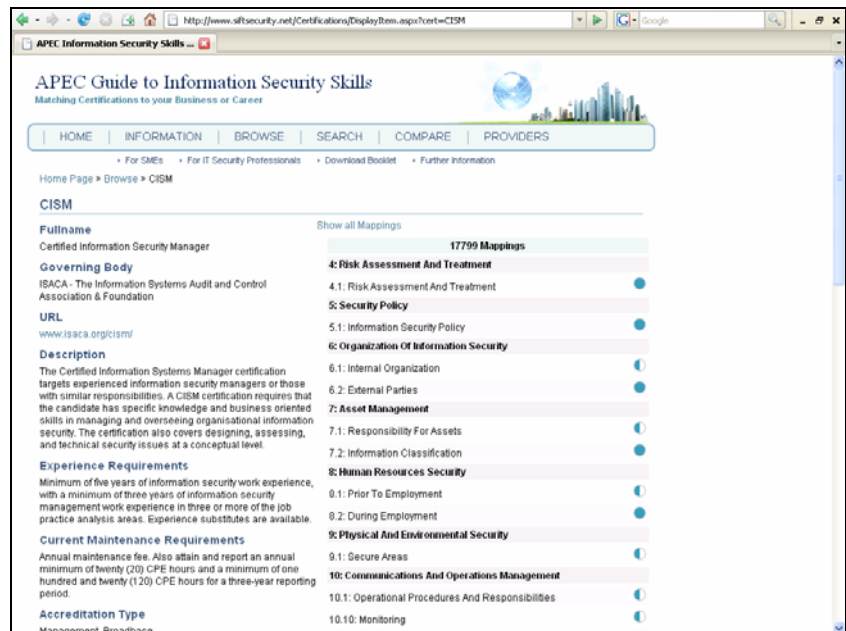 http://www.siftsecurity.net/Certifications/DisplayItem.aspx?cert=CISM
Google
APEC Information Security Skills ...
APEC Guide to Information Security Skills
Matching Certifications to your Business or Career
HOME | INFORMATION | BROWSE | SEARCH | COMPARE | PROVIDERS
For SMEs
For IT Security Professionals
Download Booklet
Further Information
Home Page » Browse » CISM
CISM
Fullname
Certified Information Security Manager
Governing Body
ISACA - The Information Systems Audit and Control
Association & Foundation
URL
www.isaca.org/cism/
Description
The Certified Information Systems Manager certification
targets experienced information security managers or those
with similar responsibilities. A CISM certification requires that
the candidate has specific knowledge and business oriented
skills in managing and overseeing organisational information
security. The certification also covers designing, assessing,
and technical security issues at a conceptual level.
Experience Requirements
Minimum of five years of information security work experience,
with a minimum of three years of information security
management work experience in three or more of the job
practice analysis areas. Experience substitutes are available.
Current Maintenance Requirements
Annual maintenance fee. Also attain and report an annual
minimum of twenty (20) CPE hours and a minimum of one
hundred and twenty (120) CPE hours for a three-year reporting
period.
Accreditation Type
Management, Broadbase
Show all Mappings
17799 Mappings
4: Risk Assessment And Treatment
4.1: Risk Assessment And Treatment
5: Security Policy
5.1: Information Security Policy
6: Organization Of Information Security
6.1: Internal Organization
6.2: External Parties
7: Asset Management
7.1: Responsibility For Assets
7.2: Information Classification
8: Human Resources Security
8.1: Prior To Employment
8.2: During Employment
9: Physical And Environmental Security
9.1: Secure Areas
10: Communications And Operations Management
10.1: Operational Procedures And Responsibilities
10.10: Monitoring